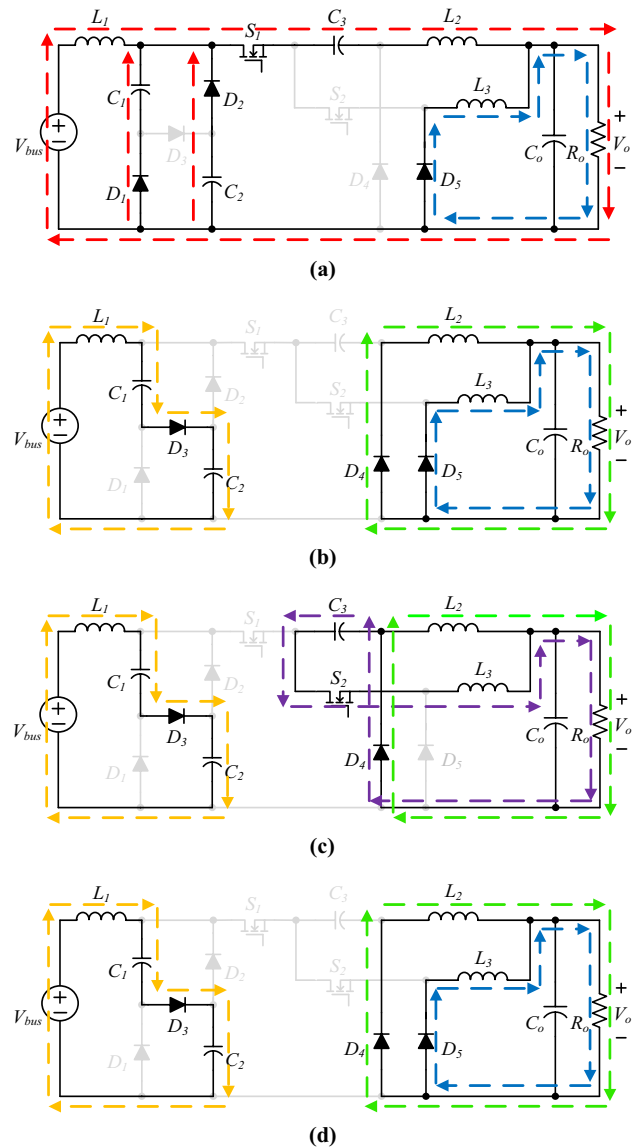 L1 S1 C3 L2
C1 D2 S2 L3
Vbus + − D3 Co Ro + Vo −
D1 C2 D4 D5
(a)
L1 S1 C3 L2
C1 D2 S2 L3
Vbus + − D3 Co Ro + Vo −
D1 C2 D4 D5
(b)
L1 S1 C3 L2
C1 D2 S2 L3
Vbus + − D3 Co Ro + Vo −
D1 C2 D4 D5
(c)
L1 S1 C3 L2
C1 D2 S2 L3
Vbus + − D3 Co Ro + Vo −
D1 C2 D4 D5
(d)